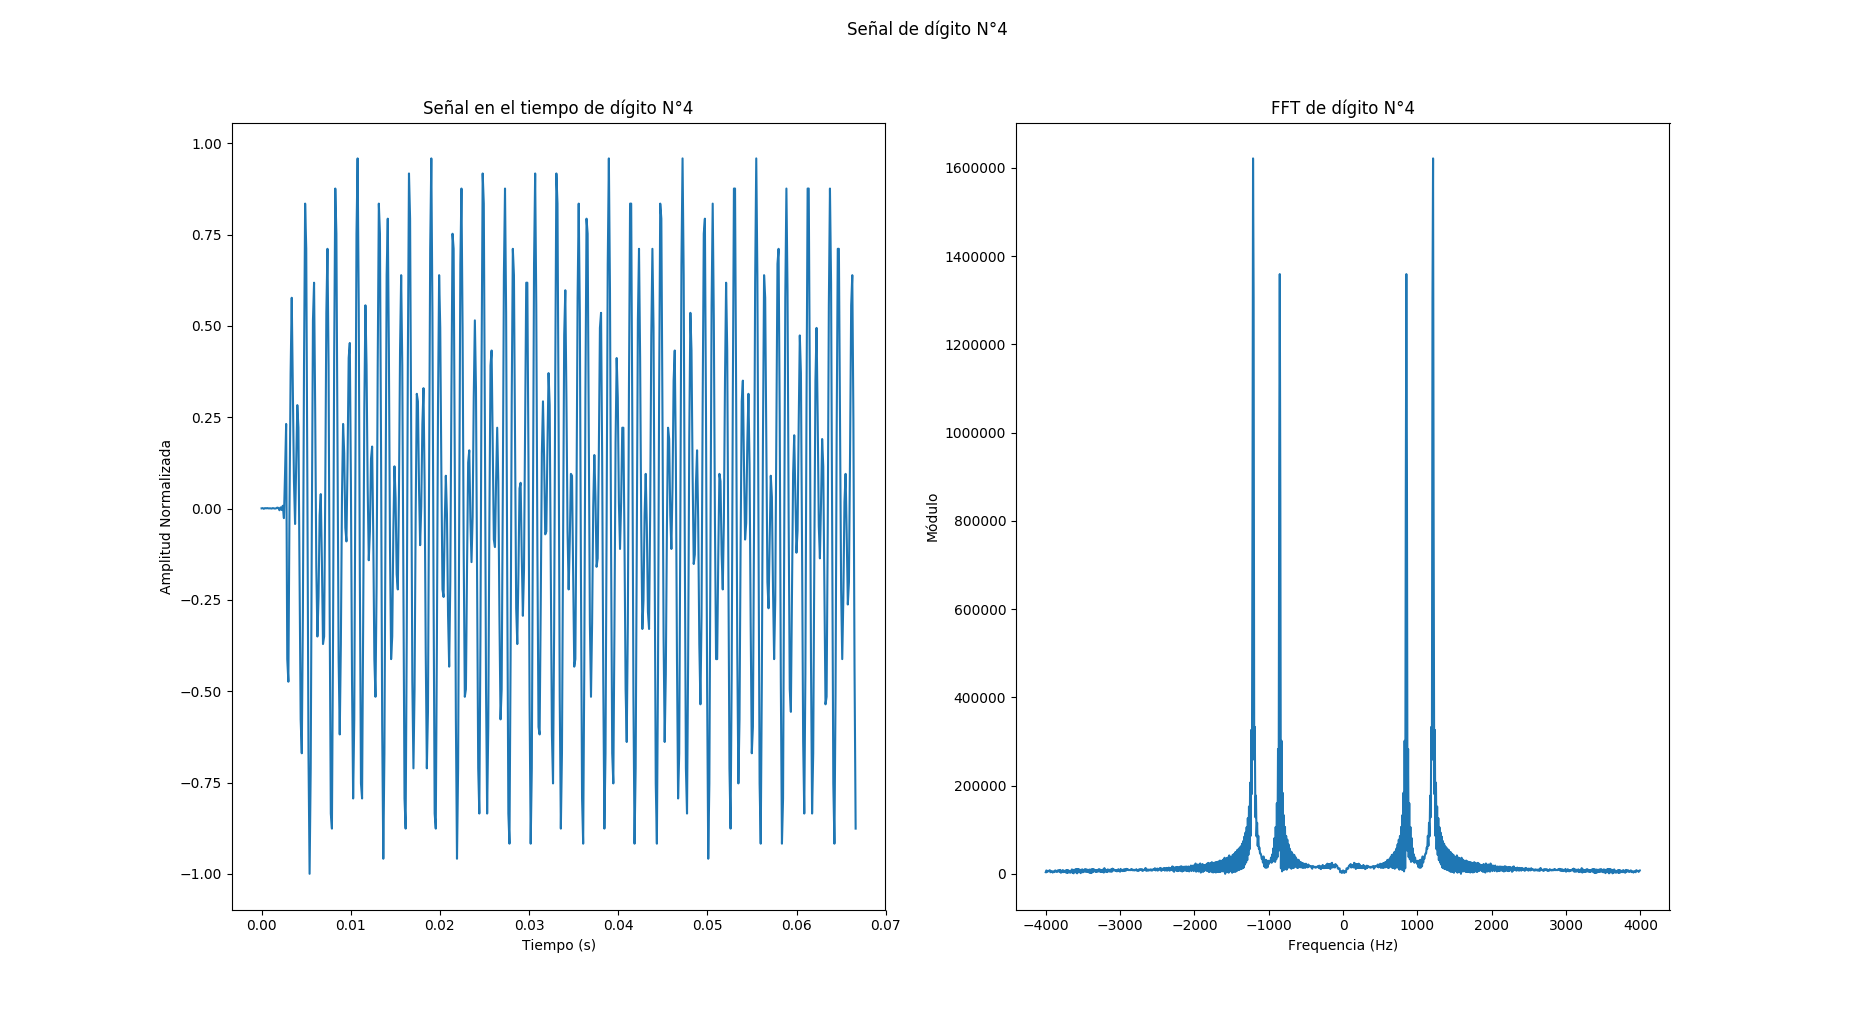 Señal de dígito N°4
Señal en el tiempo de dígito N°4
1.00
0.75
0.50
0.25
0.00
−0.25
−0.50
−0.75
−1.00
Amplitud Normalizada
0.00 0.01 0.02 0.03 0.04 0.05 0.06 0.07
Tiempo (s)
FFT de dígito N°4
1600000
1400000
1200000
1000000
800000
600000
400000
200000
0
Módulo
−4000 −3000 −2000 −1000 0 1000 2000 3000 4000
Frequencia (Hz)